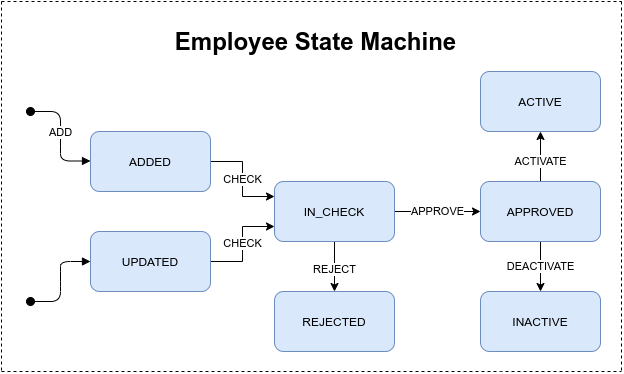 Employee State Machine
ADD
ADDED
CHECK
UPDATED
CHECK
IN_CHECK
REJECT
REJECTED
APPROVE
ACTIVE
ACTIVATE
APPROVED
DEACTIVATE
INACTIVE